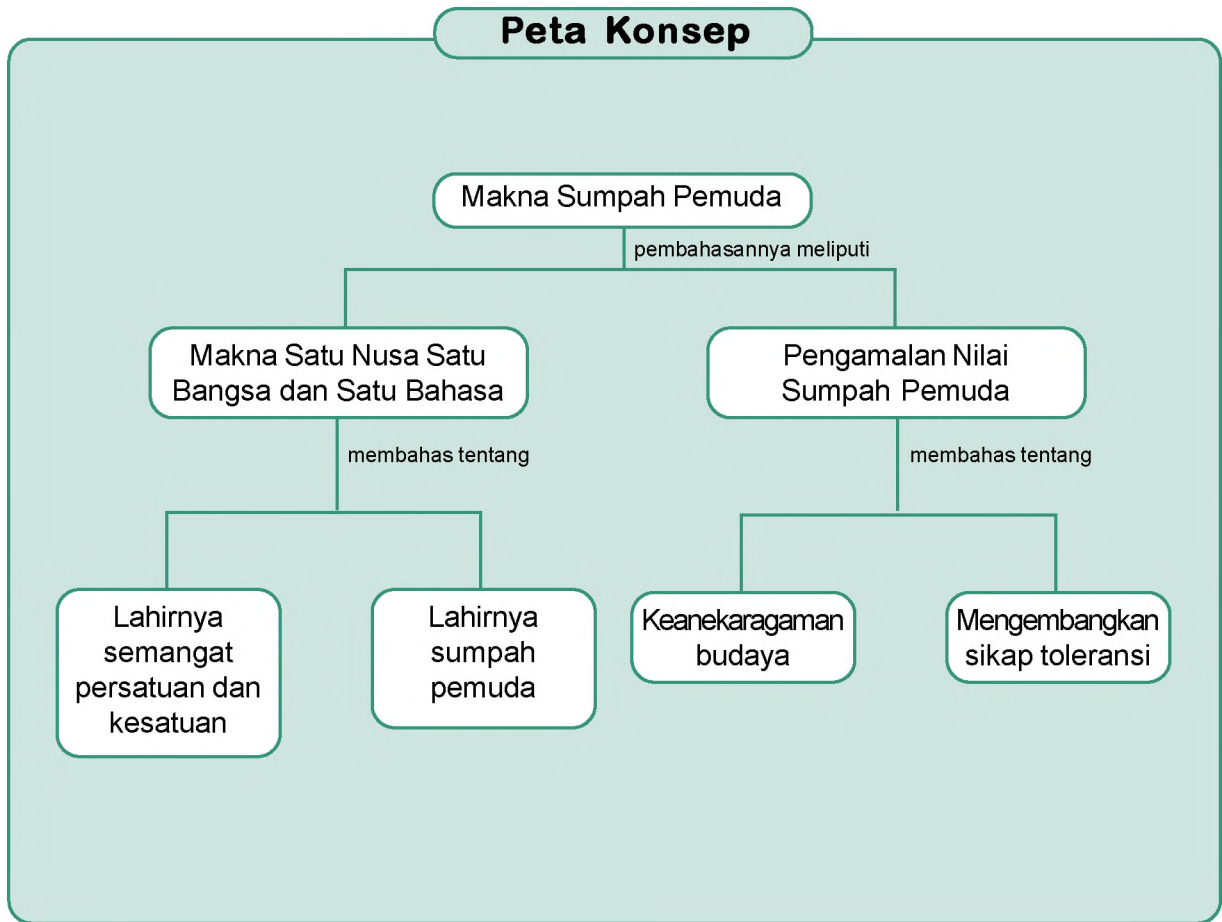 Peta Konsep
Makna Sumpah Pemuda
pembahasannya meliputi
Makna Satu Nusa Satu
Bangsa dan Satu Bahasa
Pengamalan Nilai
Sumpah Pemuda
membahas tentang
membahas tentang
Lahirnya
semangat
persatuan dan
kesatuan
Lahirnya
sumpah
pemuda
Keanekaragaman
budaya
Mengembangkan
sikap toleransi